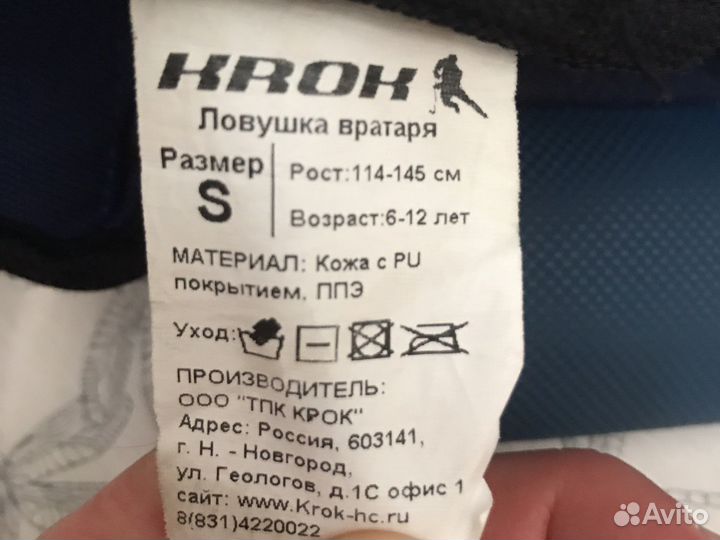 KROK
Ловушка вратаря
Размер
S
Рост:114-145 см
Возраст:6-12 лет
МАТЕРИАЛ: Кожа с PU
покрытием, ППЭ
Уход:
ПРОИЗВОДИТЕЛЬ:
ООО "ТПК КРОК"
Адрес: Россия, 603141,
г. Н. - Новгород,
ул. Геологов, д.1С офис 1
сайт: www.Krok-hc.ru
8(831)4220022
Avito